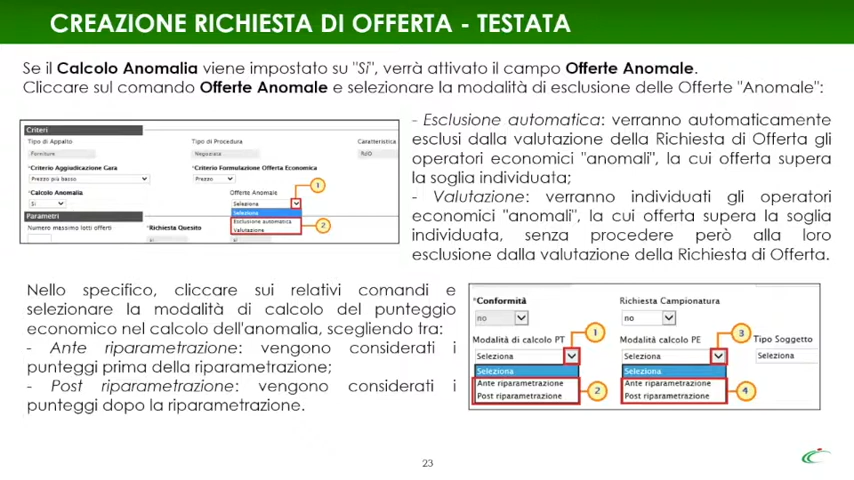 CREAZIONE RICHIESTA DI OFFERTA - TESTATA
Se il Calcolo Anomalia viene impostato su "Sì", verrà attivato il campo Offerte Anomale.
Cliccare sul comando Offerte Anomale e selezionare la modalità di esclusione delle Offerte "Anomale":
Criteri
Tipo di Appalto Tipo di Procedura Caratteristica
Forniture Negoziata RdO
*Criterio Aggiudicazione Gara *Criterio Formulazione Offerta Economica
Prezzo più basso Prezzo
*Calcolo Anomalia Offerte Anomale
Si Seleziona 1
Seleziona
Esclusione automatica
Valutazione 2
Parametri
Numero massimo lotti offerti *Richiesta Quesito
si si
- Esclusione automatica: verranno automaticamente
esclusi dalla valutazione della Richiesta di Offerta gli
operatori economici "anomali", la cui offerta supera
la soglia individuata;
- Valutazione: verranno individuati gli operatori
economici "anomali", la cui offerta supera la soglia
individuata, senza procedere però alla loro
esclusione dalla valutazione della Richiesta di Offerta.
Nello specifico, cliccare sui relativi comandi e
selezionare la modalità di calcolo del punteggio
economico nel calcolo dell'anomalia, scegliendo tra:
- Ante riparametrazione: vengono considerati i
punteggi prima della riparametrazione;
- Post riparametrazione: vengono considerati i
punteggi dopo la riparametrazione.
*Conformità Richiesta Campionatura
no no
Modalità di calcolo PT 1 Modalità calcolo PE 3 Tipo Soggetto
Seleziona Seleziona Seleziona
Seleziona Seleziona
Ante riparametrazione Ante riparametrazione
Post riparametrazione 2 Post riparametrazione 4
23